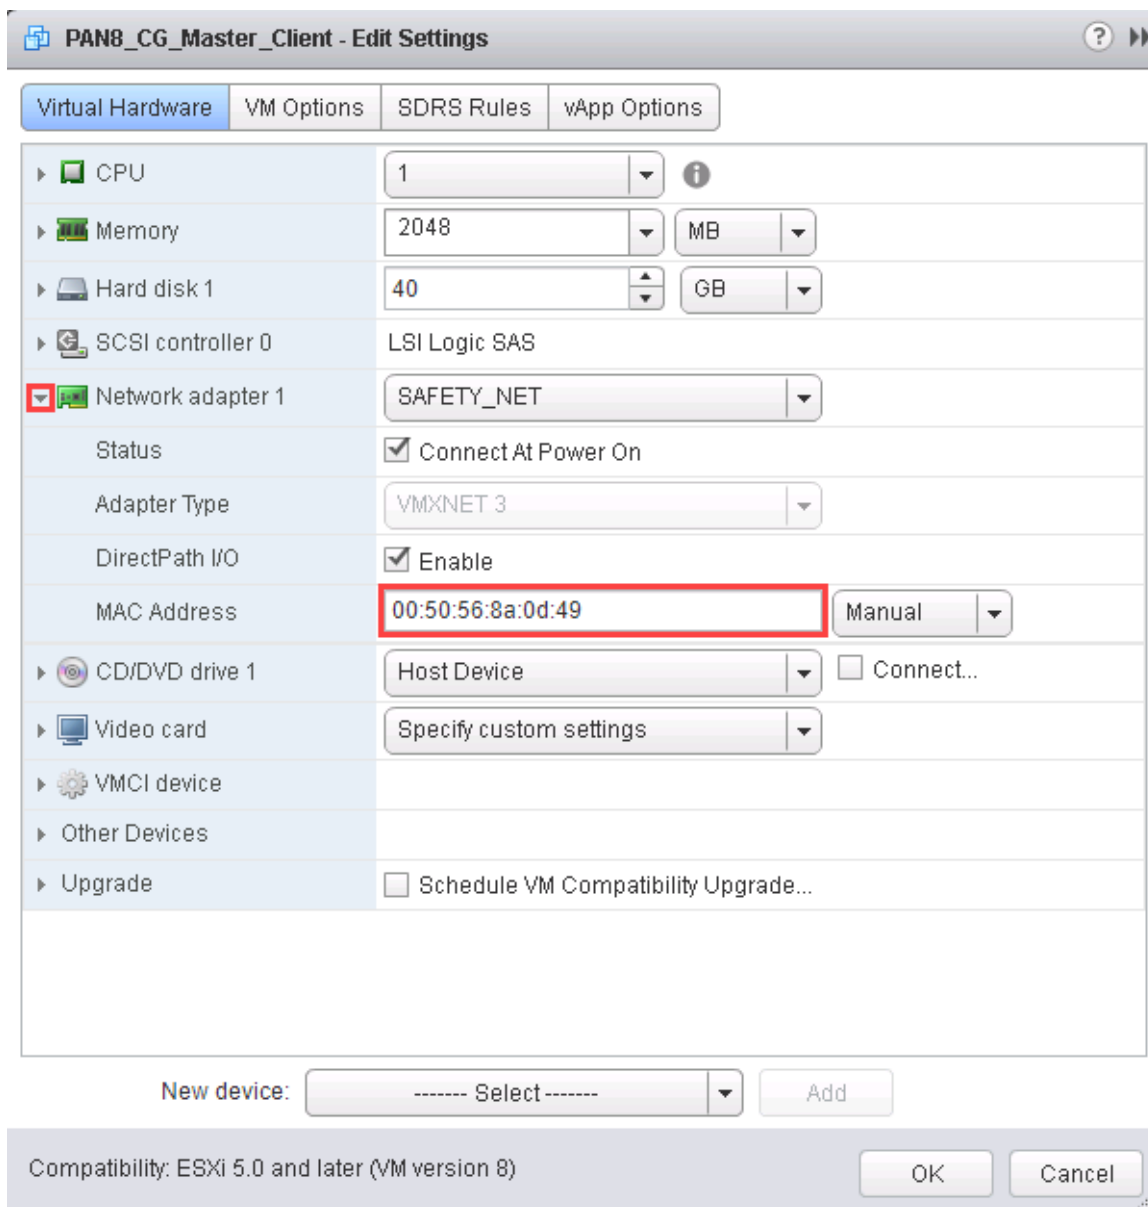 PAN8_CG_Master_Client - Edit Settings
Virtual Hardware VM Options SDRS Rules vApp Options
CPU 1
Memory 2048 MB
Hard disk 1 40 GB
SCSI controller 0 LSI Logic SAS
Network adapter 1 SAFETY_NET
Status Connect At Power On
Adapter Type VMXNET 3
DirectPath I/O Enable
MAC Address 00:50:56:8a:0d:49 Manual
CD/DVD drive 1 Host Device Connect...
Video card Specify custom settings
VMCI device
Other Devices
Upgrade Schedule VM Compatibility Upgrade...
New device: ------- Select ------- Add
Compatibility: ESXi 5.0 and later (VM version 8) OK Cancel